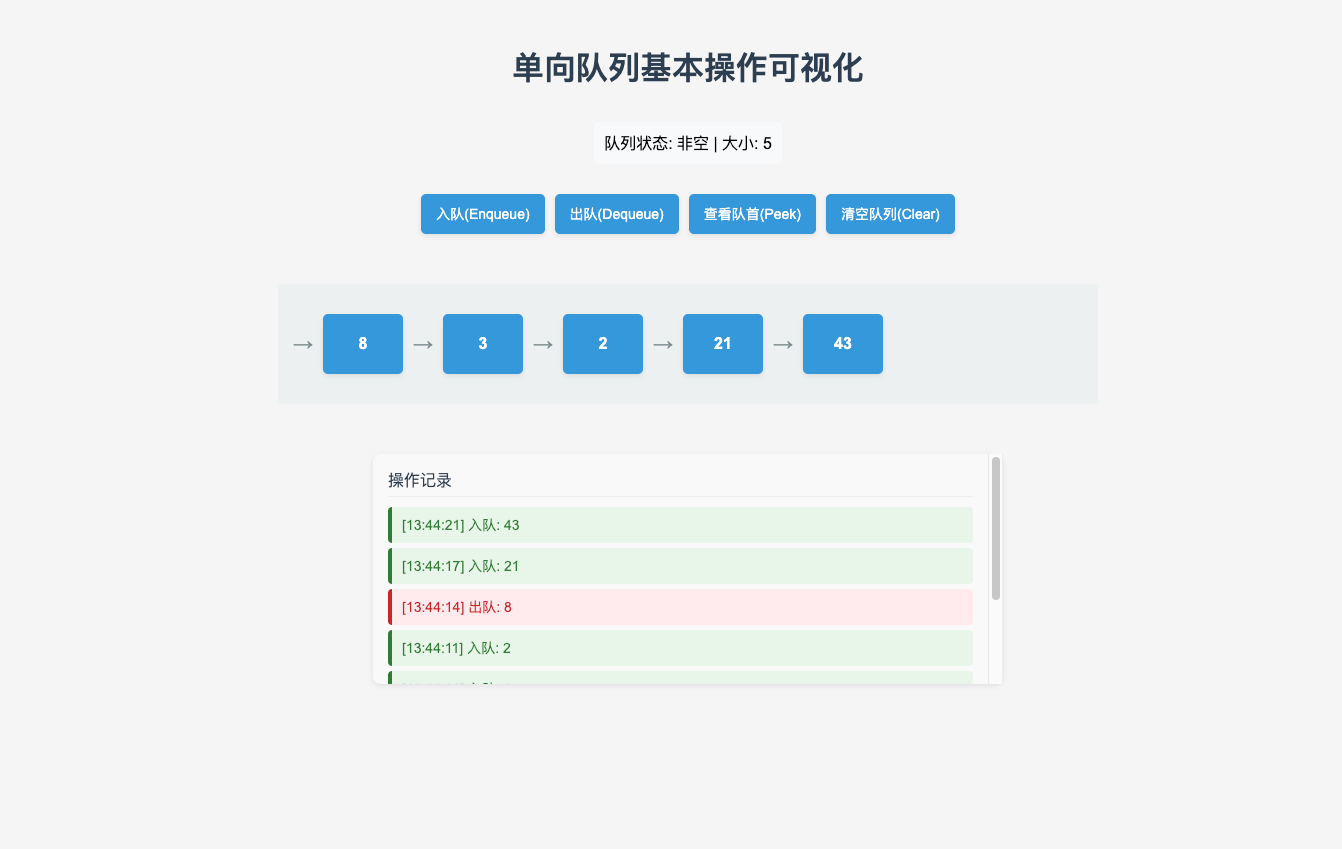 单向队列基本操作可视化
队列状态: 非空 | 大小: 5
入队(Enqueue) 出队(Dequeue) 查看队首(Peek) 清空队列(Clear)
→ 8 → 3 → 2 → 21 → 43
操作记录
[13:44:21] 入队: 43
[13:44:17] 入队: 21
[13:44:14] 出队: 8
[13:44:11] 入队: 2